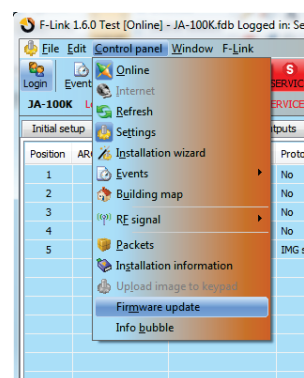 F-Link 1.6.0 Test [Online] - JA-100K.fdb Logged in: Se
File Edit Control panel Window F-Link
Login Event S
SERVIC
JA-100K L ERVICE
Initial setup tputs
Position AR Proto
1 No
2 No
3 No
4 No
5 IMG s
Online
Internet
Refresh
Settings
Installation wizard
Events
Building map
RF signal
Packets
Installation information
Upload image to keypad
Firmware update
Info bubble